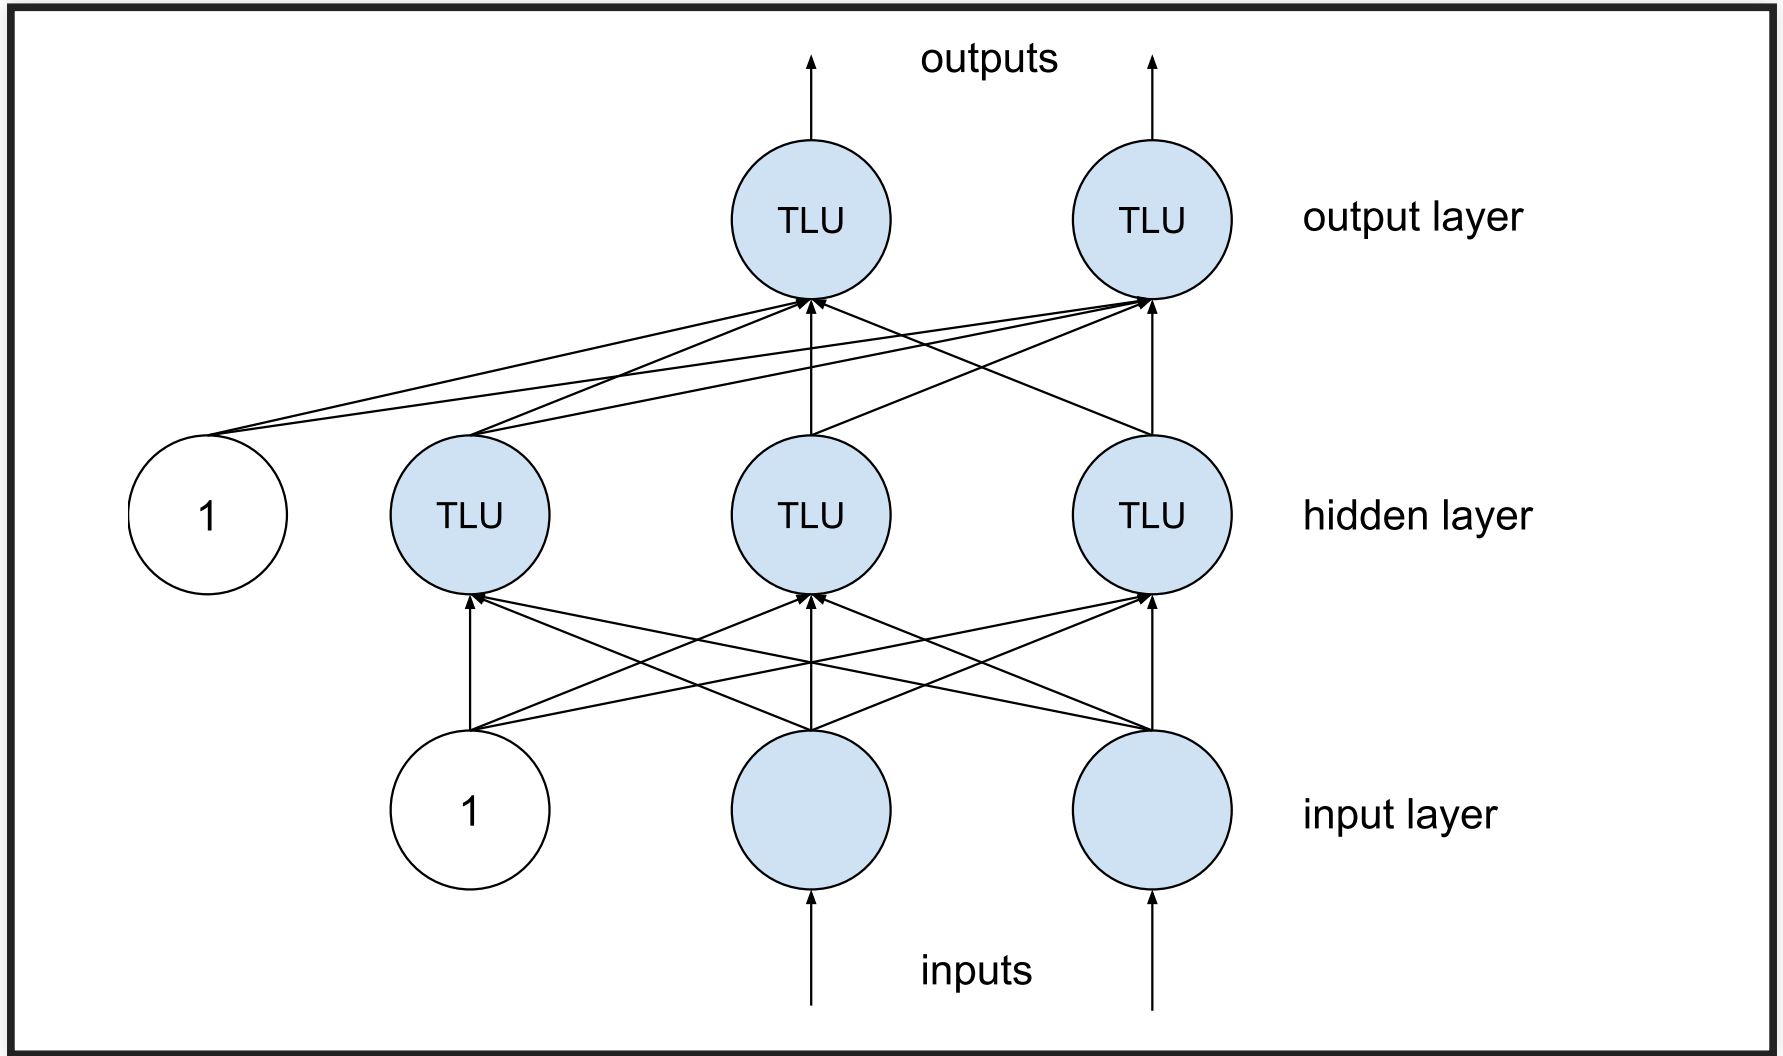 outputs
TLU
TLU
output layer
1
TLU
TLU
TLU
hidden layer
1
input layer
inputs